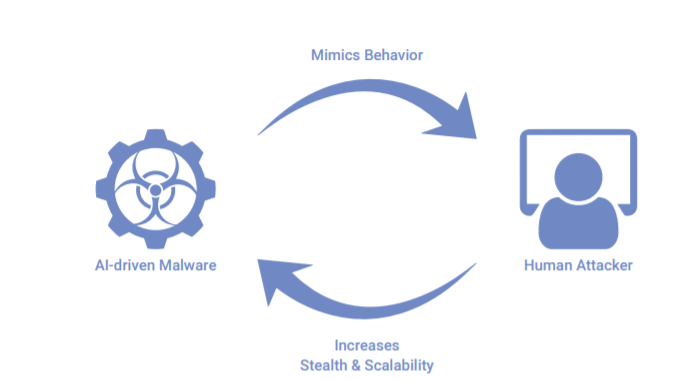 Mimics Behavior
AI-driven Malware
Human Attacker
Increases
Stealth & Scalability